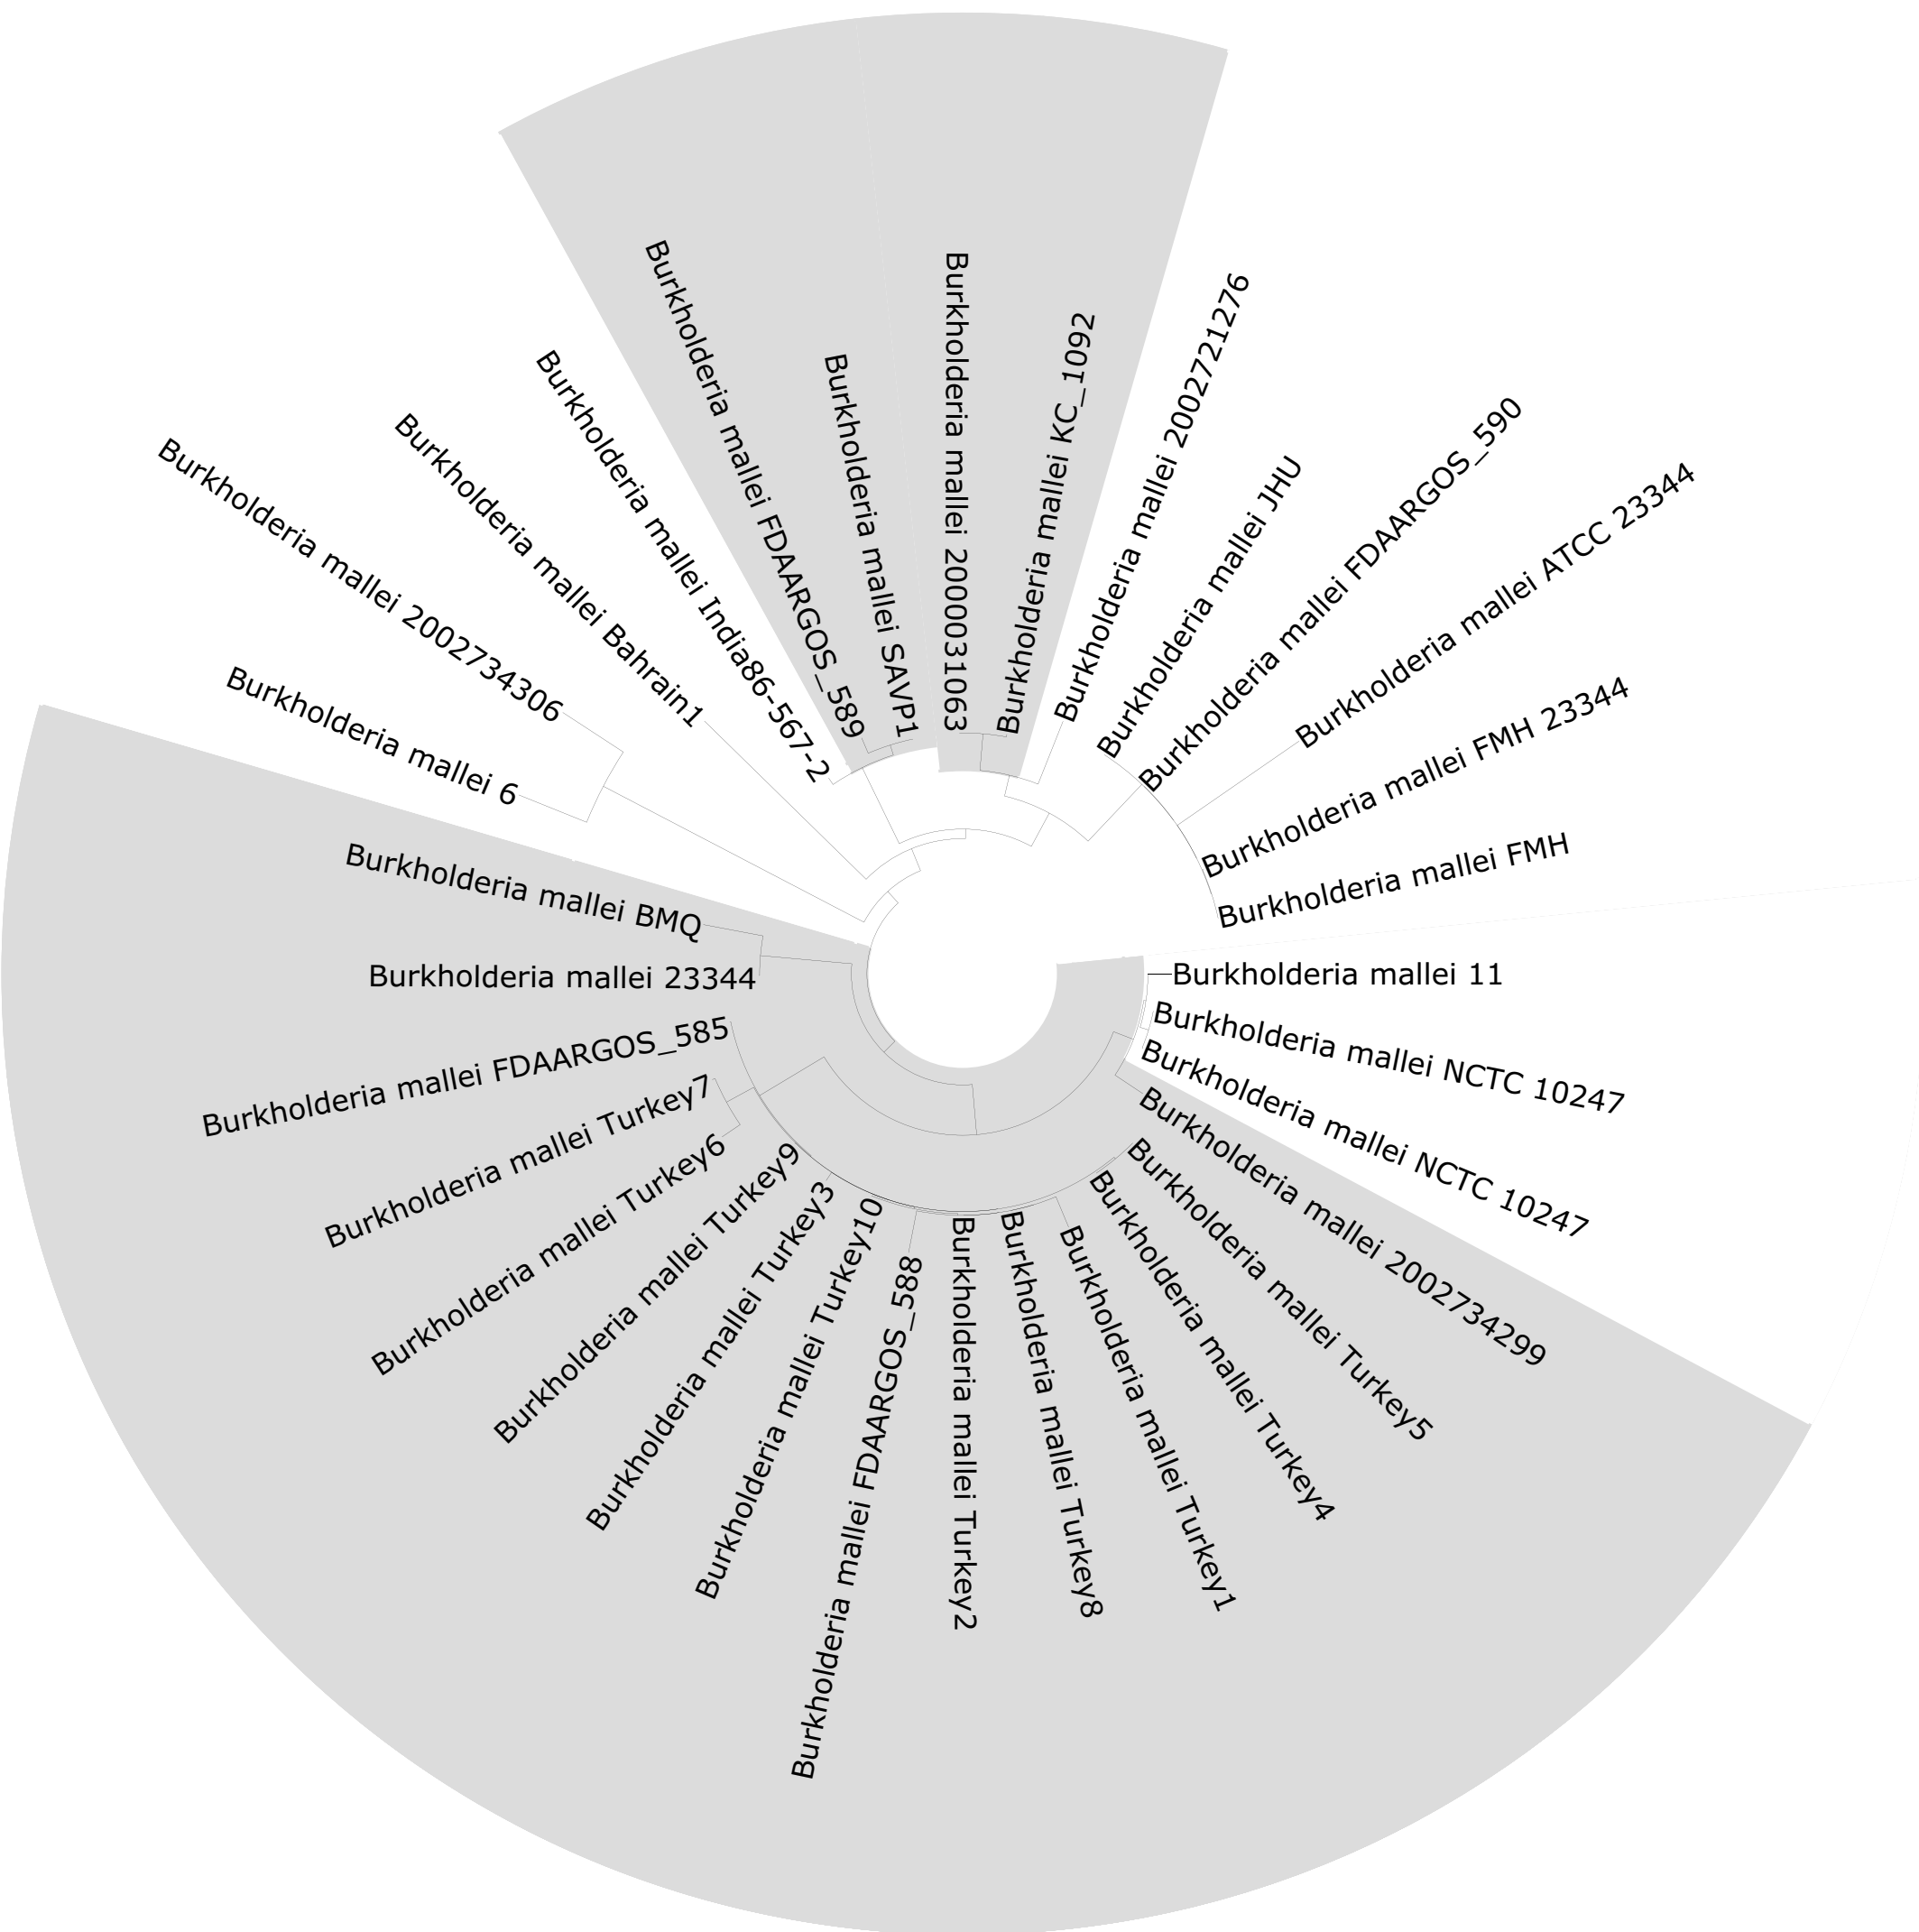 Burkholderia mallei 2000031063
Burkholderia mallei KC_1092
Burkholderia mallei 2002721276
Burkholderia mallei JHU
Burkholderia mallei FDAARGOS_590
Burkholderia mallei ATCC 23344
Burkholderia mallei FMH 23344
Burkholderia mallei FMH
Burkholderia mallei 11
Burkholderia mallei NCTC 10247
Burkholderia mallei NCTC 10247
Burkholderia mallei 2002734299
Burkholderia mallei Turkey5
Burkholderia mallei Turkey4
Burkholderia mallei Turkey1
Burkholderia mallei Turkey8
Burkholderia mallei Turkey2
Burkholderia mallei FDAARGOS_588
Burkholderia mallei Turkey10
Burkholderia mallei Turkey3
Burkholderia mallei Turkey9
Burkholderia mallei Turkey6
Burkholderia mallei Turkey7
Burkholderia mallei FDAARGOS_585
Burkholderia mallei 23344
Burkholderia mallei BMQ
Burkholderia mallei 6
Burkholderia mallei 2002734306
Burkholderia mallei Bahrain1
Burkholderia mallei India86-567-2
Burkholderia mallei FDAARGOS_589
Burkholderia mallei SAVP1